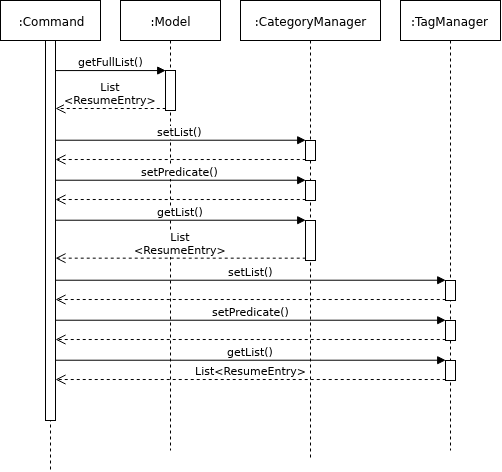 :Command
:Model
:CategoryManager
:TagManager
getFullList()
List
<ResumeEntry>
setList()
setPredicate()
getList()
List
<ResumeEntry>
setList()
setPredicate()
getList()
List<ResumeEntry>